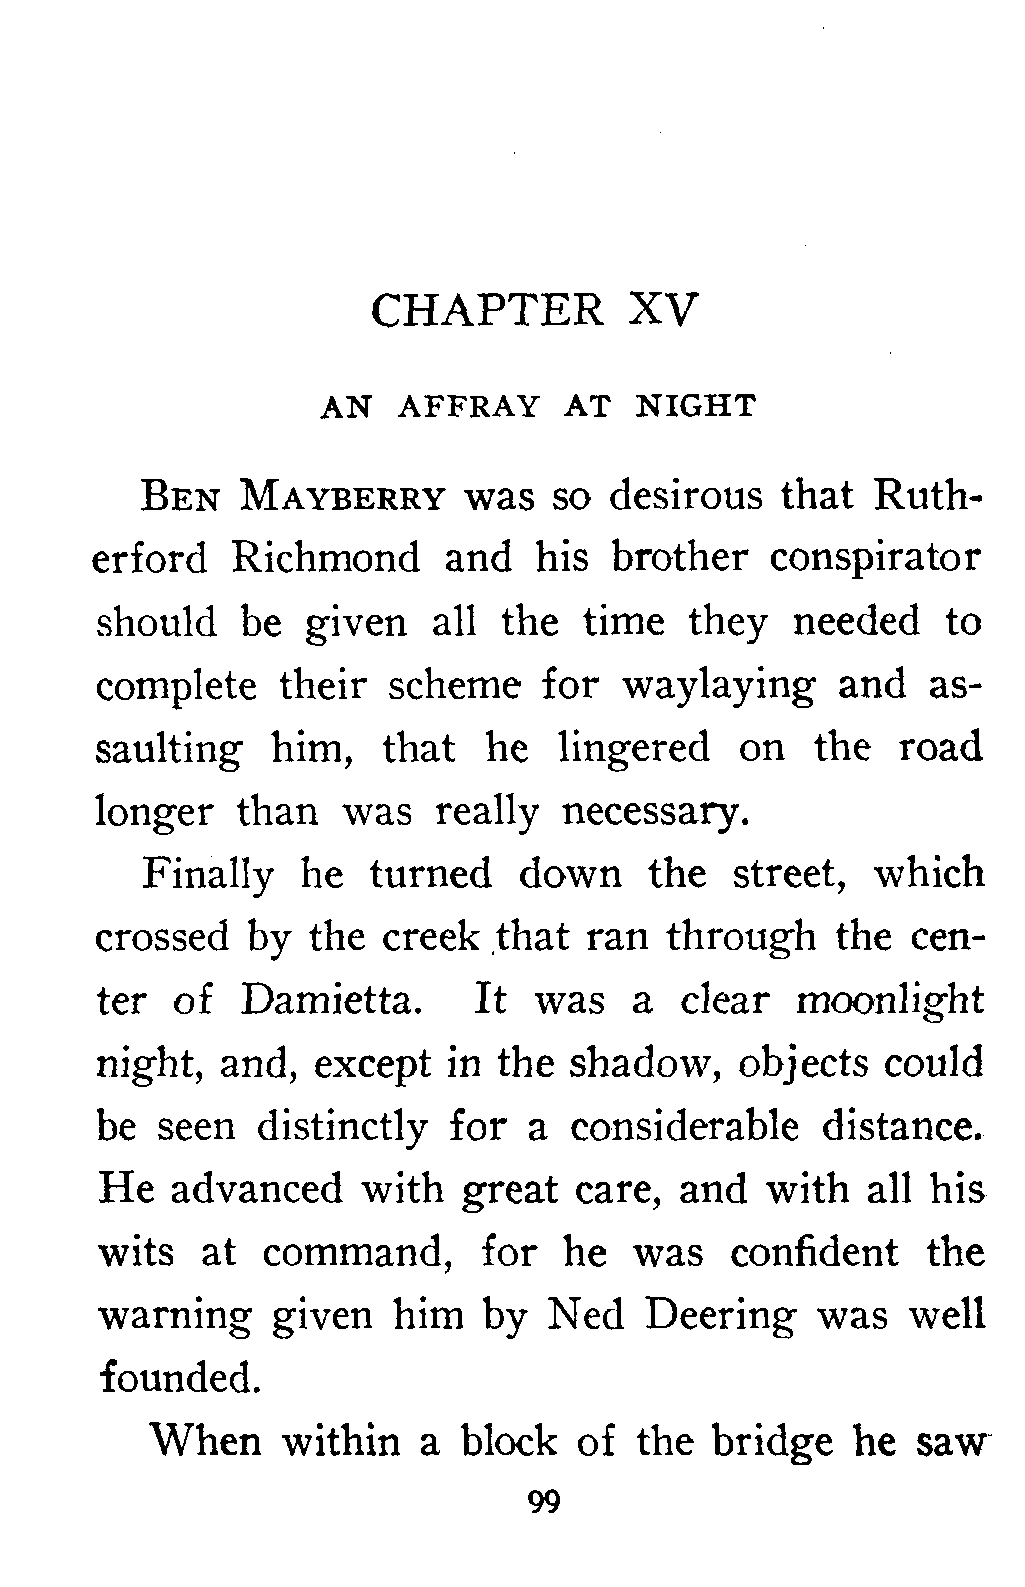 CHAPTER XV
AN AFFRAY AT NIGHT
BEN MAYBERRY was so desirous that Ruth-
erford Richmond and his brother conspirator
should be given all the time they needed to
complete their scheme for waylaying and as-
saulting him, that he lingered on the road
longer than was really necessary.
Finally he turned down the street, which
crossed by the creek that ran through the cen-
ter of Damietta. It was a clear moonlight
night, and, except in the shadow, objects could
be seen distinctly for a considerable distance.
He advanced with great care, and with all his
wits at command, for he was confident the
warning given him by Ned Deering was well
founded.
When within a block of the bridge he saw
99